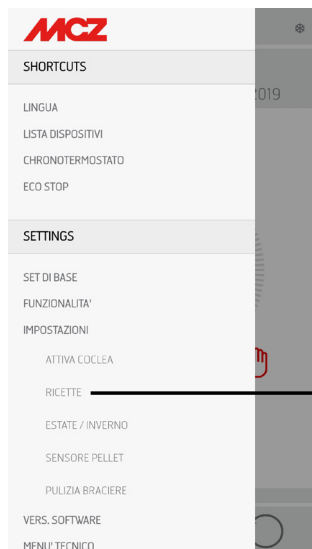 MCZ
SHORTCUTS
2019
LINGUA
LISTA DISPOSITIVI
CHRONOTERMOSTATO
ECO STOP
SETTINGS
SET DI BASE
FUNZIONALITA'
IMPOSTAZIONI
ATTIVA COCLEA
RICETTE
ESTATE / INVERNO
SENSORE PELLET
PULIZIA BRACIERE
VERS. SOFTWARE
MENU' TECNICO